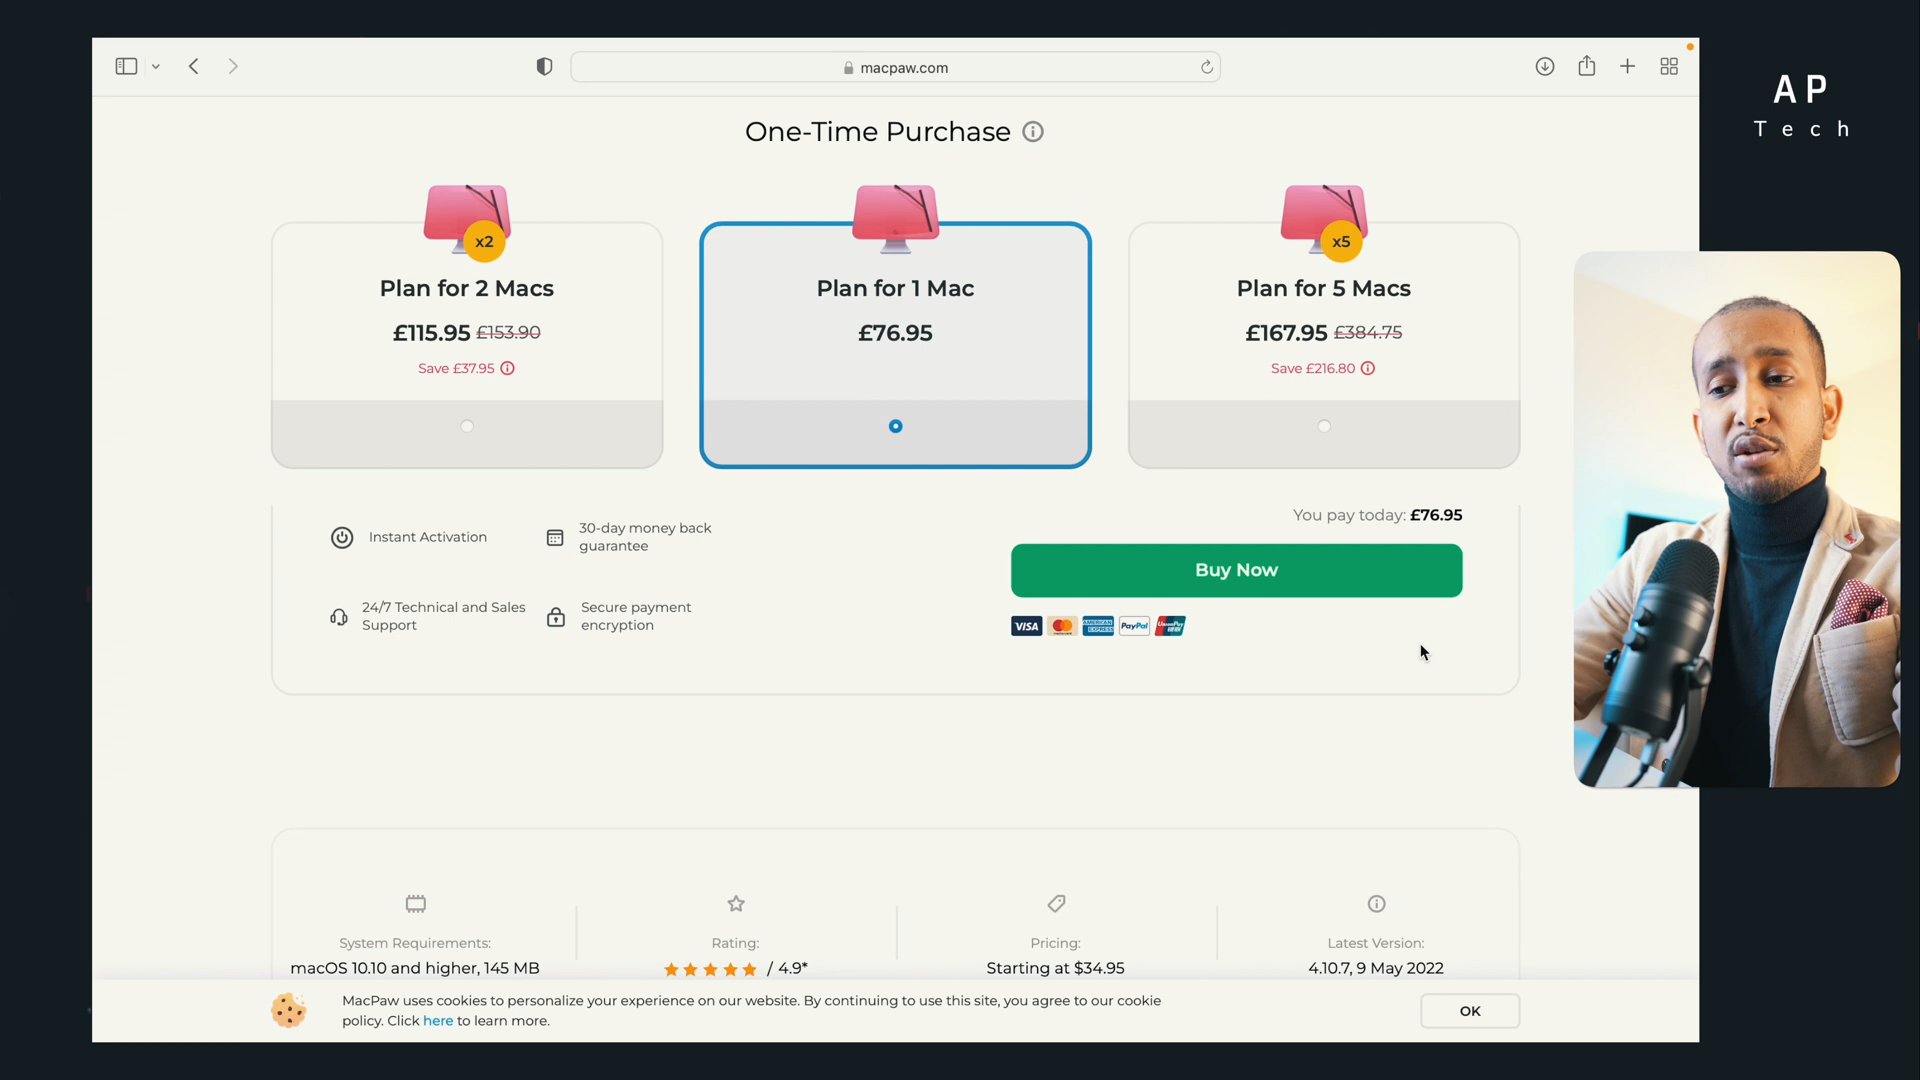 macpaw.com
AP
Tech
One-Time Purchase
x2
x5
Plan for 2 Macs
£115.95 £153.90
Save £37.95
Plan for 1 Mac
£76.95
Plan for 5 Macs
£167.95 £384.75
Save £216.80
Instant Activation
30-day money back
guarantee
24/7 Technical and Sales
Support
Secure payment
encryption
You pay today: £76.95
Buy Now
VISA
AMERICAN
EXPRESS
PayPal
UnionPay
System Requirements:
macOS 10.10 and higher, 145 MB
Rating:
/ 4.9*
Pricing:
Starting at $34.95
Latest Version:
4.10.7, 9 May 2022
MacPaw uses cookies to personalize your experience on our website. By continuing to use this site, you agree to our cookie
policy. Click here to learn more.
OK